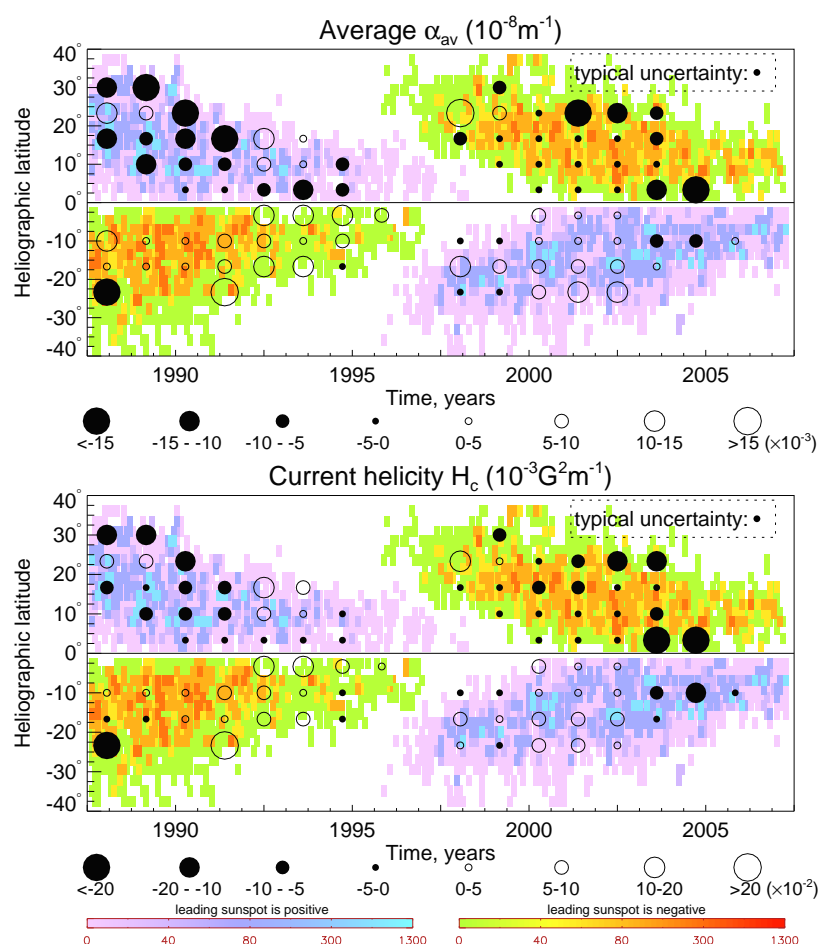 Average α_av (10⁻⁸m⁻¹)
typical uncertainty:
40°
30°
20°
10°
0
-10°
-20°
-30°
-40°
Heliographic latitude
1990 1995 2000 2005
Time, years
<-15 -15 - -10 -10 - -5 -5-0 0-5 5-10 10-15 >15 (×10⁻³)
Current helicity H_c (10⁻³G²m⁻¹)
typical uncertainty:
40°
30°
20°
10°
0
-10°
-20°
-30°
-40°
Heliographic latitude
1990 1995 2000 2005
Time, years
<-20 -20 - -10 -10 - -5 -5-0 0-5 5-10 10-20 >20 (×10⁻²)
leading sunspot is positive leading sunspot is negative
0 40 80 300 1300 0 40 80 300 1300